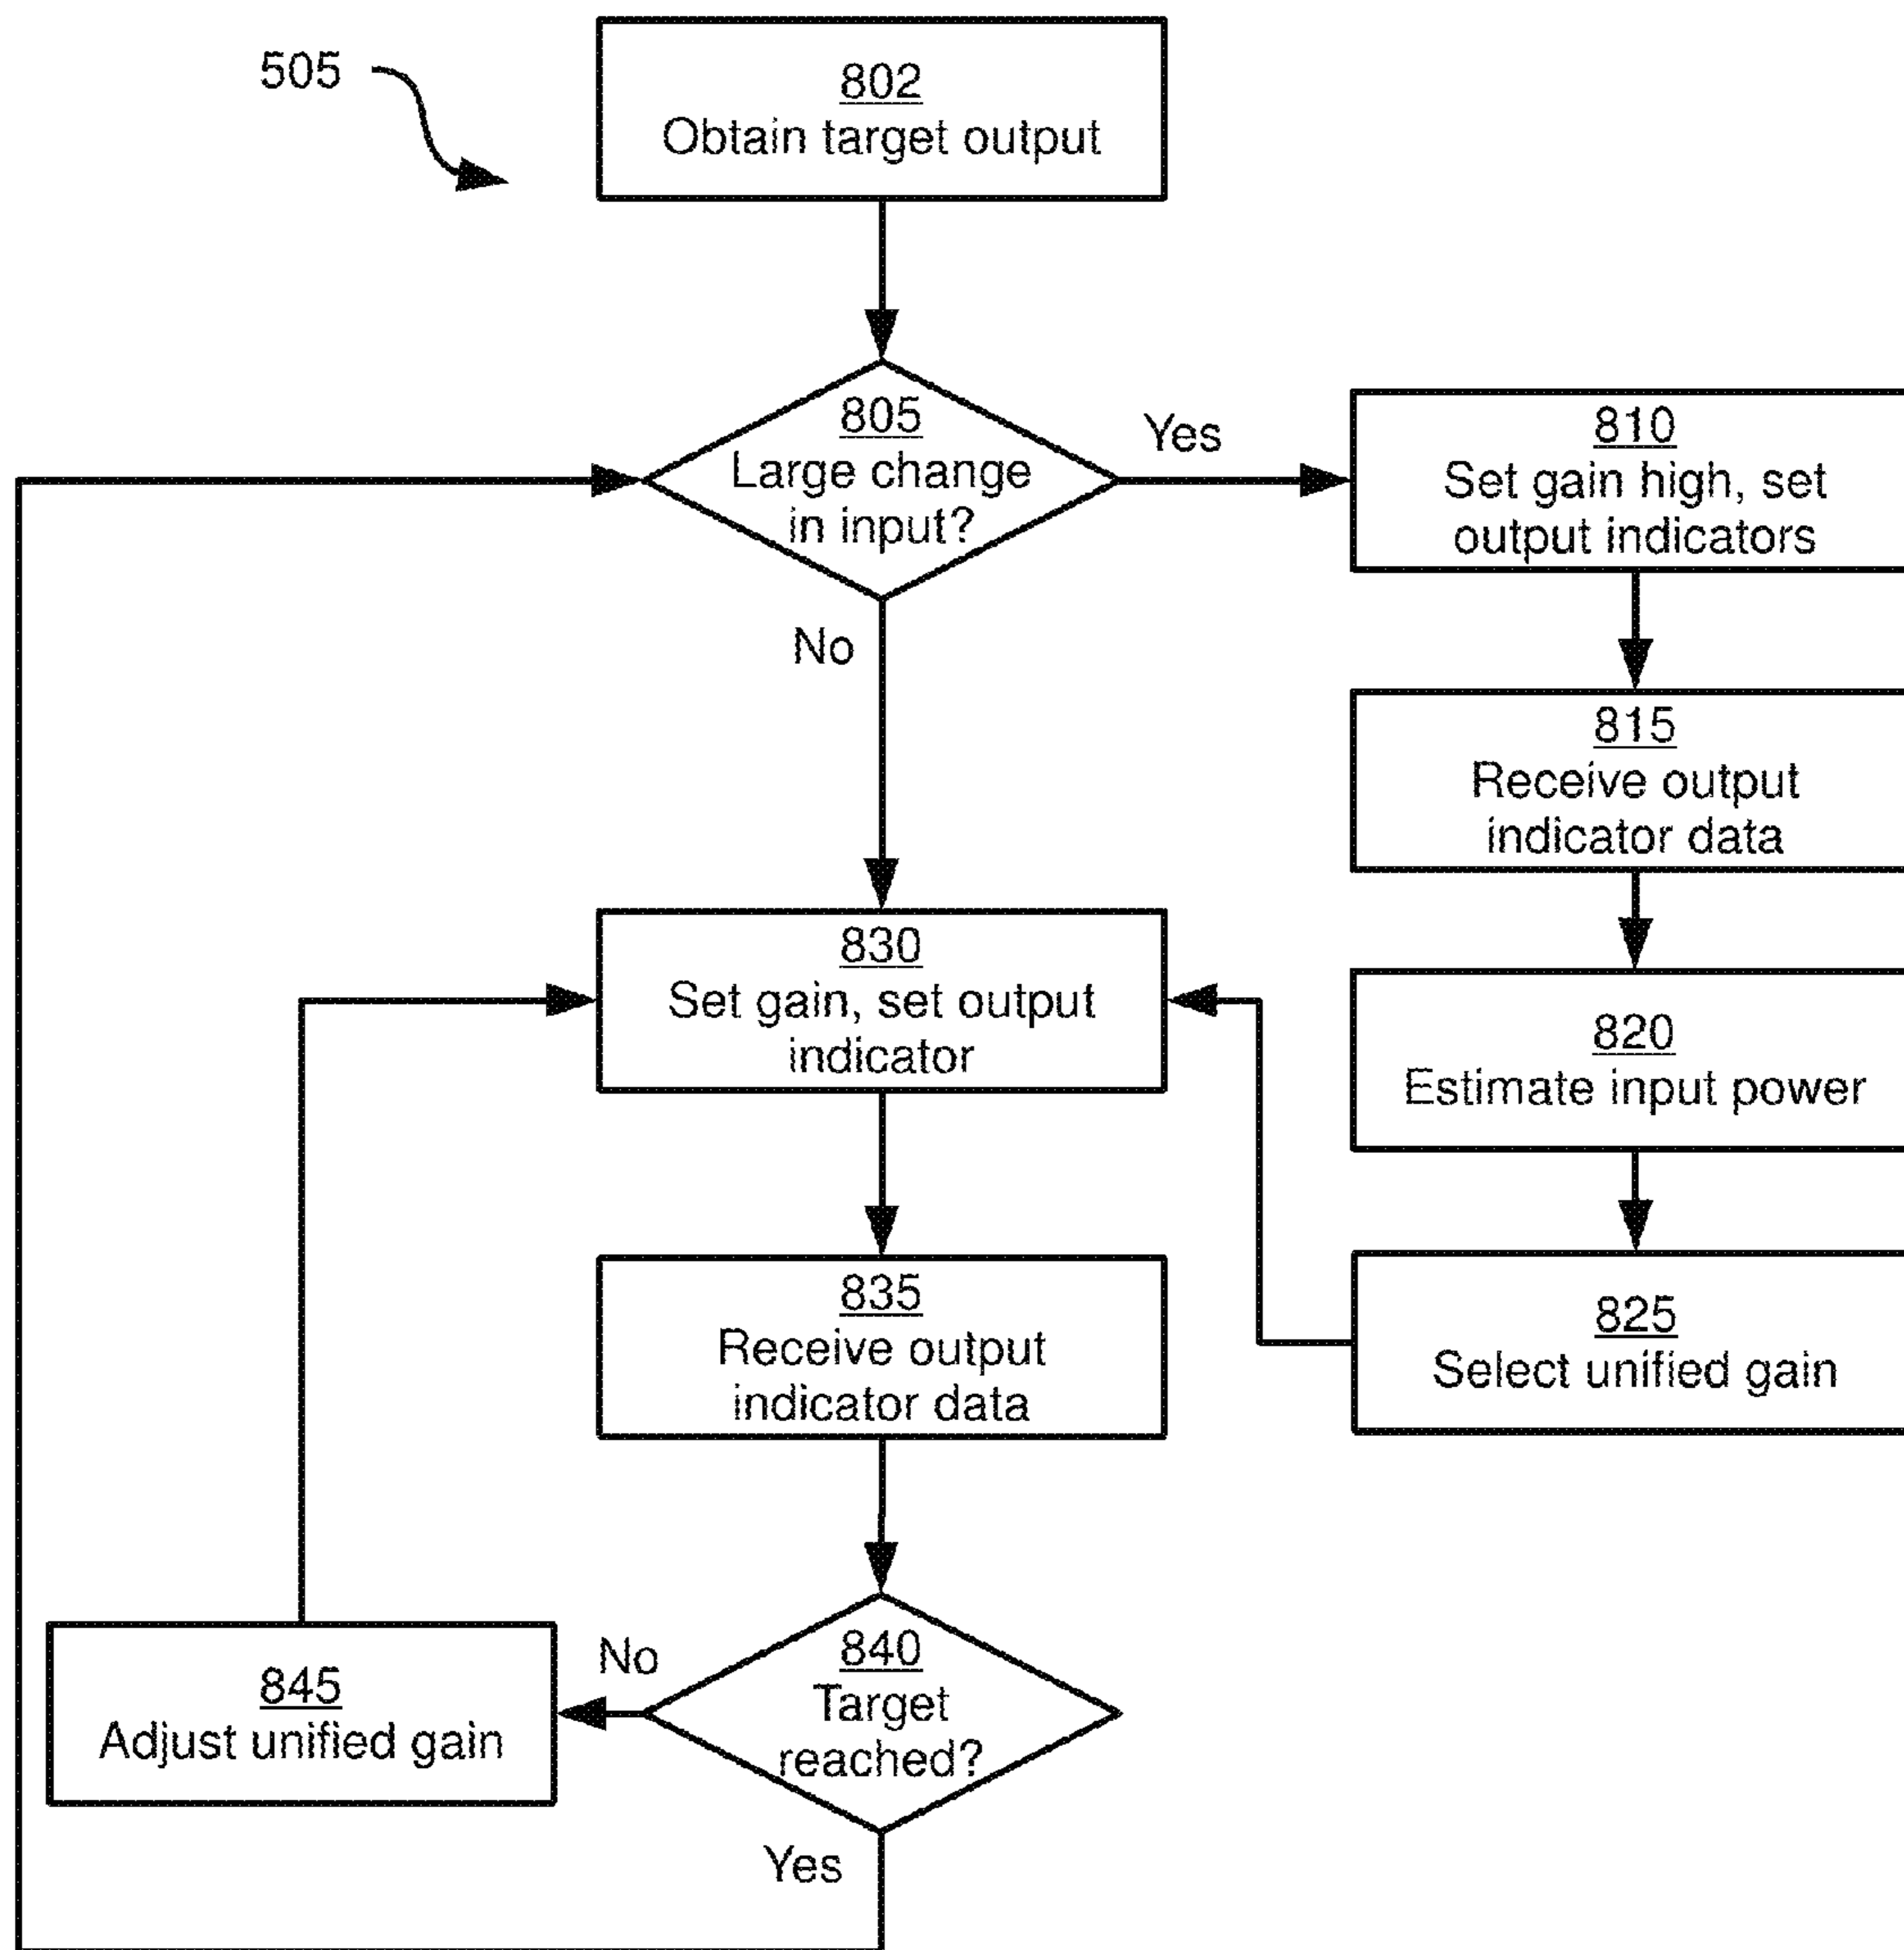 505
802
Obtain target output
805
Large change
in input?
Yes
No
810
Set gain high, set
output indicators
815
Receive output
indicator data
820
Estimate input power
825
Select unified gain
830
Set gain, set output
indicator
835
Receive output
indicator data
840
Target
reached?
No
Yes
845
Adjust unified gain